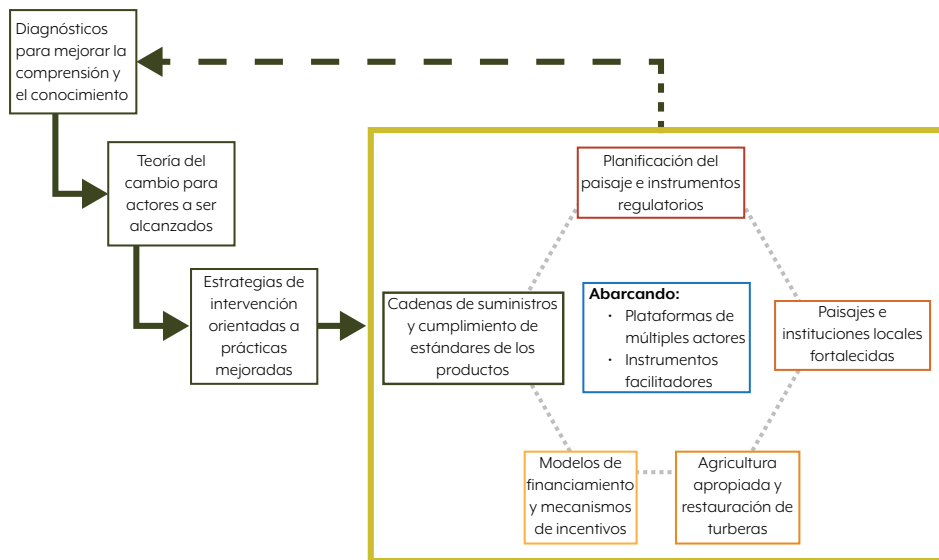 Diagnósticos
para mejorar la
comprensión y
el conocimiento
Teoría del
cambio para
actores a ser
alcanzados
Estrategias de
intervención
orientadas a
prácticas
mejoradas
Planificación del
paisaje e instrumentos
regulatorios
Cadenas de suministros
y cumplimiento de
estándares de los
productos
Abarcando:
· Plataformas de
múltiples actores
· Instrumentos
facilitadores
Paisajes e
instituciones locales
fortalecidas
Modelos de
financiamiento
y mecanismos
de incentivos
Agricultura
apropiada y
restauración de
turberas